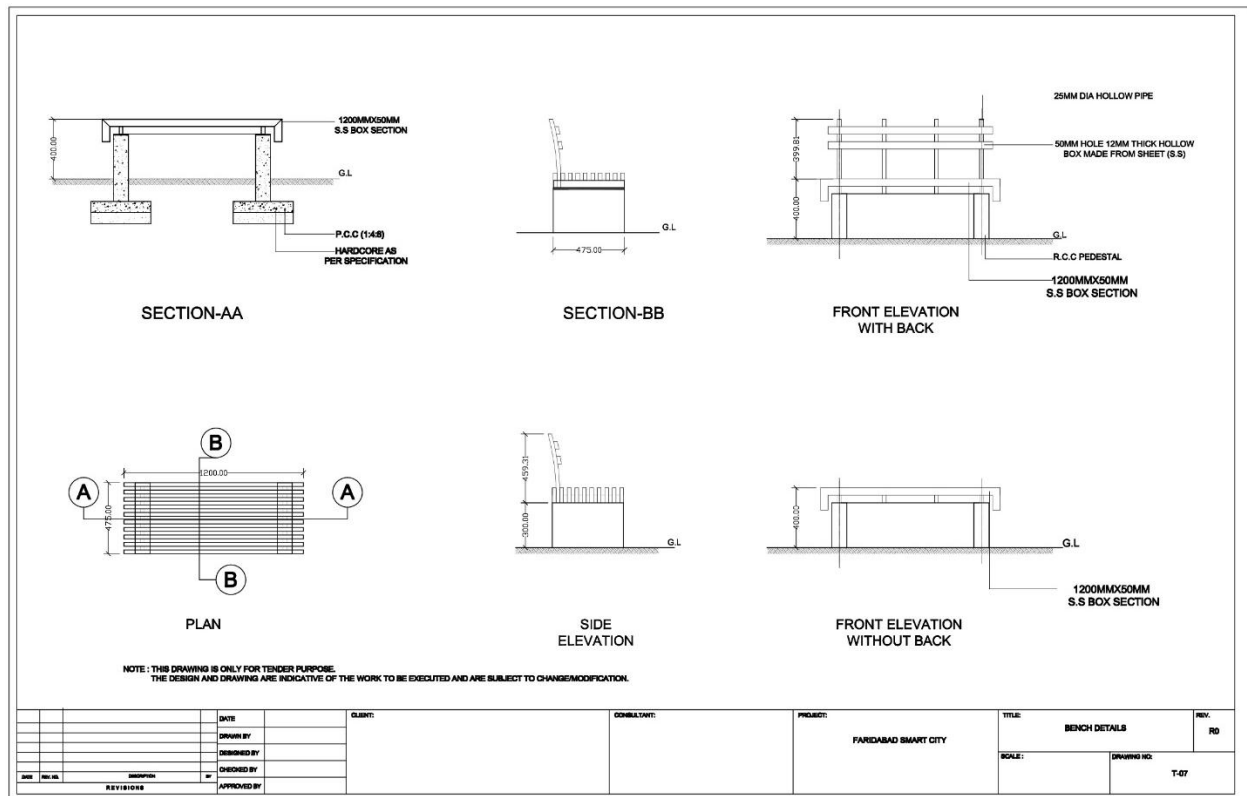 1200MMX50MM
S.S BOX SECTION
400.00
G.L
P.C.C (1:4:8)
HARDCORE AS
PER SPECIFICATION
SECTION-AA
G.L
475.00
SECTION-BB
25MM DIA HOLLOW PIPE
50MM HOLE 12MM THICK HOLLOW
BOX MADE FROM SHEET (S.S)
399.81
400.00
G.L
R.C.C PEDESTAL
1200MMX50MM
S.S BOX SECTION
FRONT ELEVATION
WITH BACK
B
1200.00
A
A
475.00
B
PLAN
459.31
300.00
G.L
SIDE
ELEVATION
400.00
G.L
1200MMX50MM
S.S BOX SECTION
FRONT ELEVATION
WITHOUT BACK
NOTE : THIS DRAWING IS ONLY FOR TENDER PURPOSE.
THE DESIGN AND DRAWING ARE INDICATIVE OF THE WORK TO BE EXECUTED AND ARE SUBJECT TO CHANGE/MODIFICATION.
DATE
DRAWN BY
DESIGNED BY
CHECKED BY
APPROVED BY
DATE REV. NO. DESCRIPTION BY
REVISIONS
CLIENT:
CONSULTANT:
PROJECT:
FARIDABAD SMART CITY
TITLE:
BENCH DETAILS
REV.
R0
SCALE :
DRAWING NO:
T-07